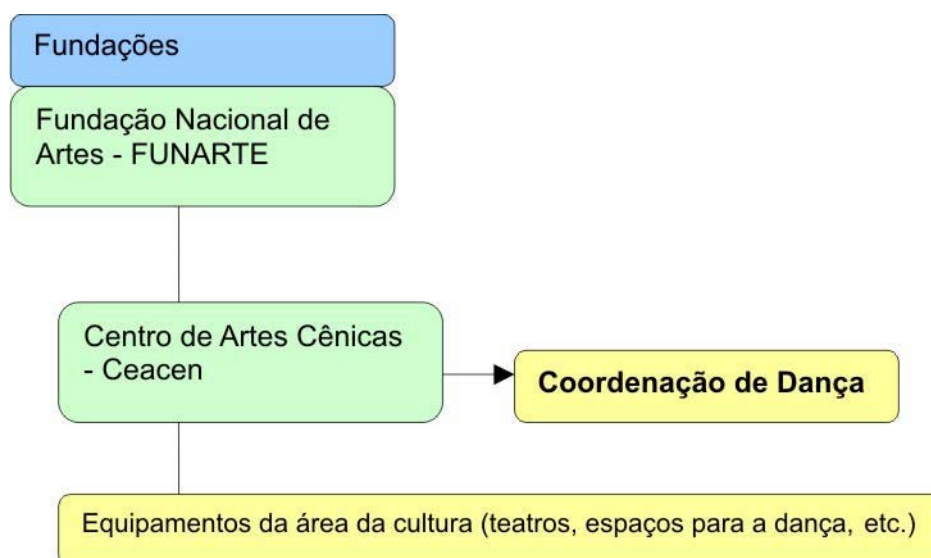 Fundações
Fundação Nacional de
Artes - FUNARTE
Centro de Artes Cênicas
- Ceacen
Coordenação de Dança
Equipamentos da área da cultura (teatros, espaços para a dança, etc.)